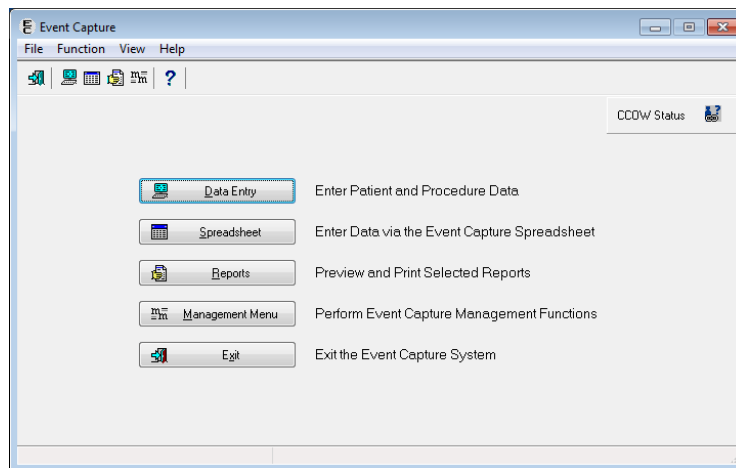 Event Capture
File Function View Help
CCOW Status
Data Entry Enter Patient and Procedure Data
Spreadsheet Enter Data via the Event Capture Spreadsheet
Reports Preview and Print Selected Reports
Management Menu Perform Event Capture Management Functions
Exit Exit the Event Capture System